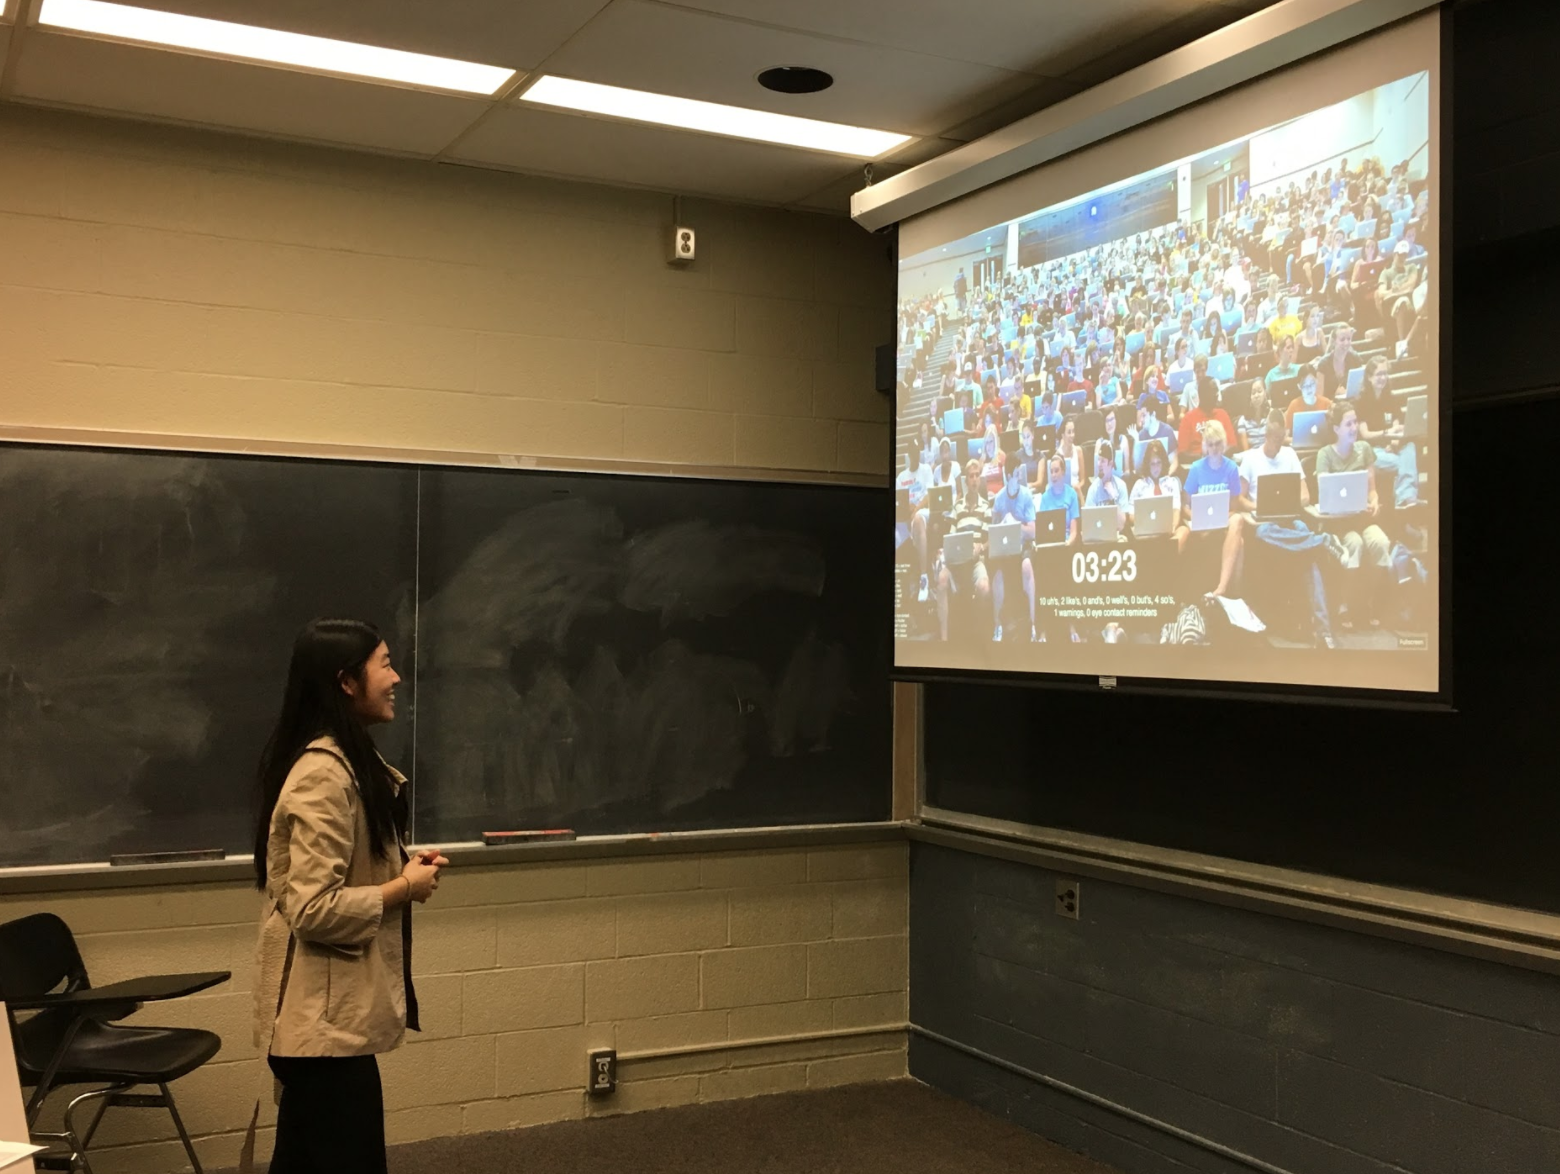 03:23
10 uh's, 2 like's, 0 and's, 0 well's, 0 but's, 4 so's,
1 warnings, 0 eye contact reminders